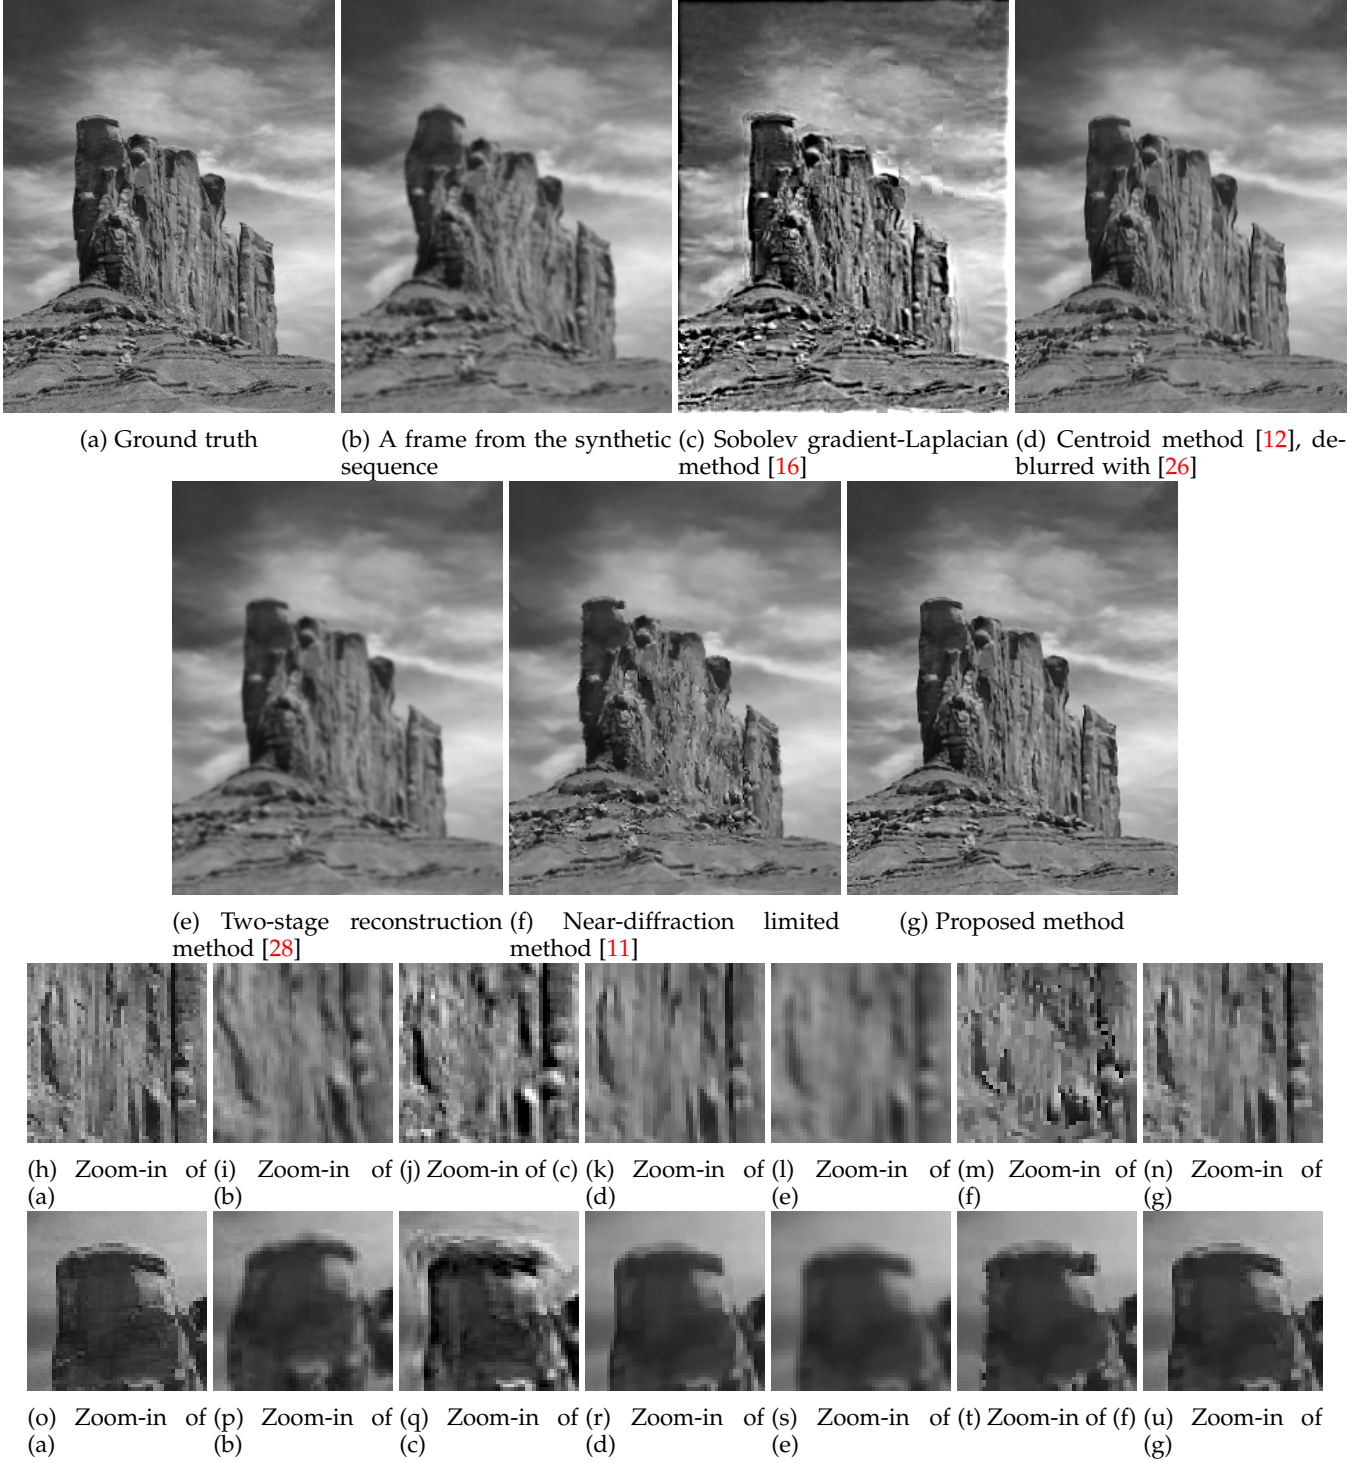 (a) Ground truth
(b) A frame from the synthetic sequence
(c) Sobolev gradient-Laplacian method [16]
(d) Centroid method [12], de-
blurred with [26]
(e) Two-stage reconstruction
method [28]
(f) Near-diffraction limited
method [11]
(g) Proposed method
(h) Zoom-in of
(a)
(i) Zoom-in of
(b)
(j) Zoom-in of (c)
(k) Zoom-in of
(d)
(l) Zoom-in of
(e)
(m) Zoom-in of
(f)
(n) Zoom-in of
(g)
(o) Zoom-in of
(a)
(p) Zoom-in of
(b)
(q) Zoom-in of
(c)
(r) Zoom-in of
(d)
(s) Zoom-in of
(e)
(t) Zoom-in of (f)
(u) Zoom-in of
(g)